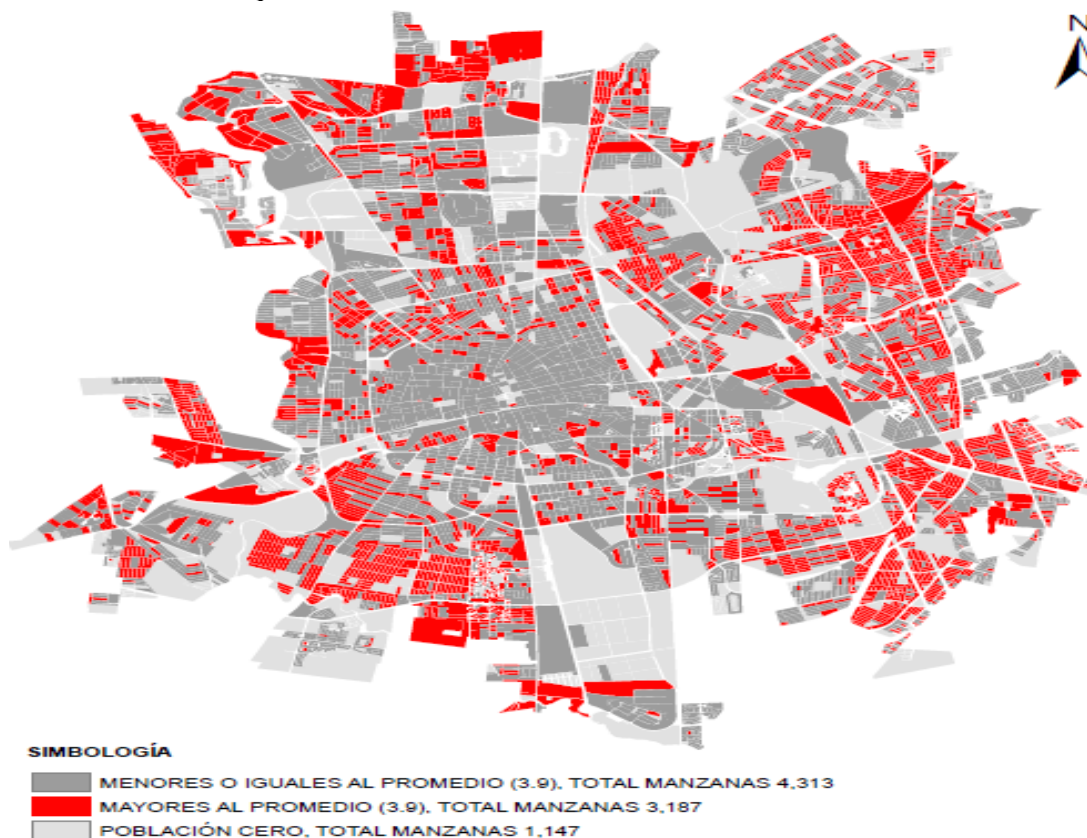 N
SIMBOLOGÍA
MENORES O IGUALES AL PROMEDIO (3.9), TOTAL MANZANAS 4,313
MAYORES AL PROMEDIO (3.9), TOTAL MANZANAS 3,187
POBLACIÓN CERO, TOTAL MANZANAS 1,147